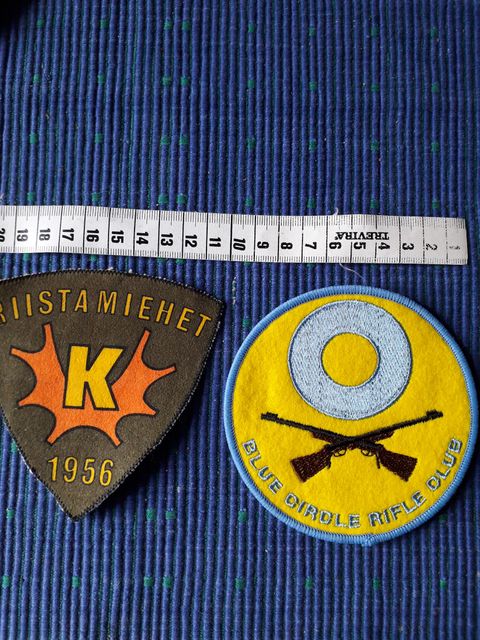 20 19 18 17 16 15 14 13 12 11 10 9 8 7 6 5 TREVIRA 4 3 2
RIISTAMIEHET
K
1956
BLUE CIRCLE RIFLE CLUB